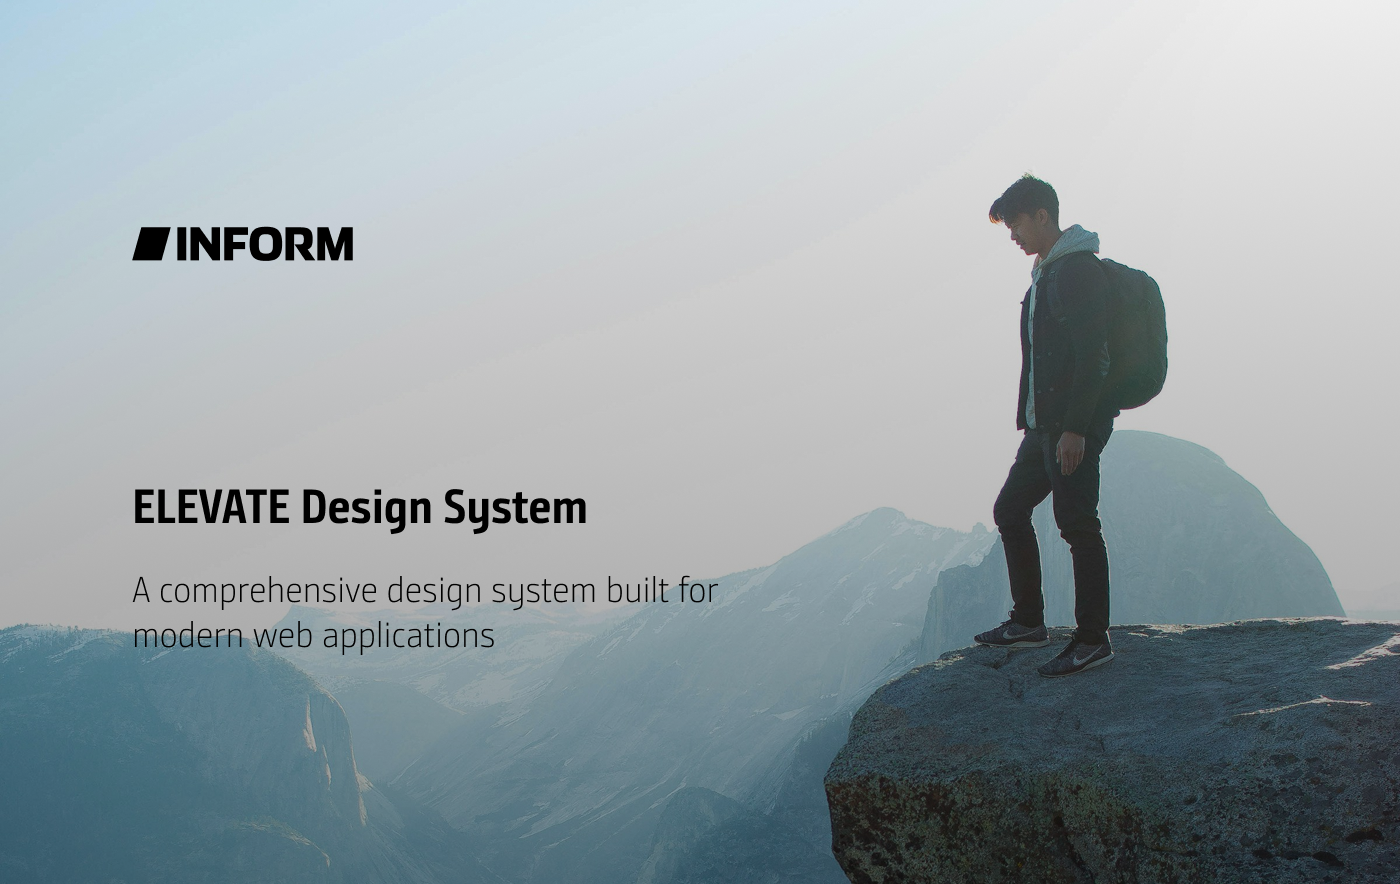 INFORM
ELEVATE Design System
A comprehensive design system built for
modern web applications